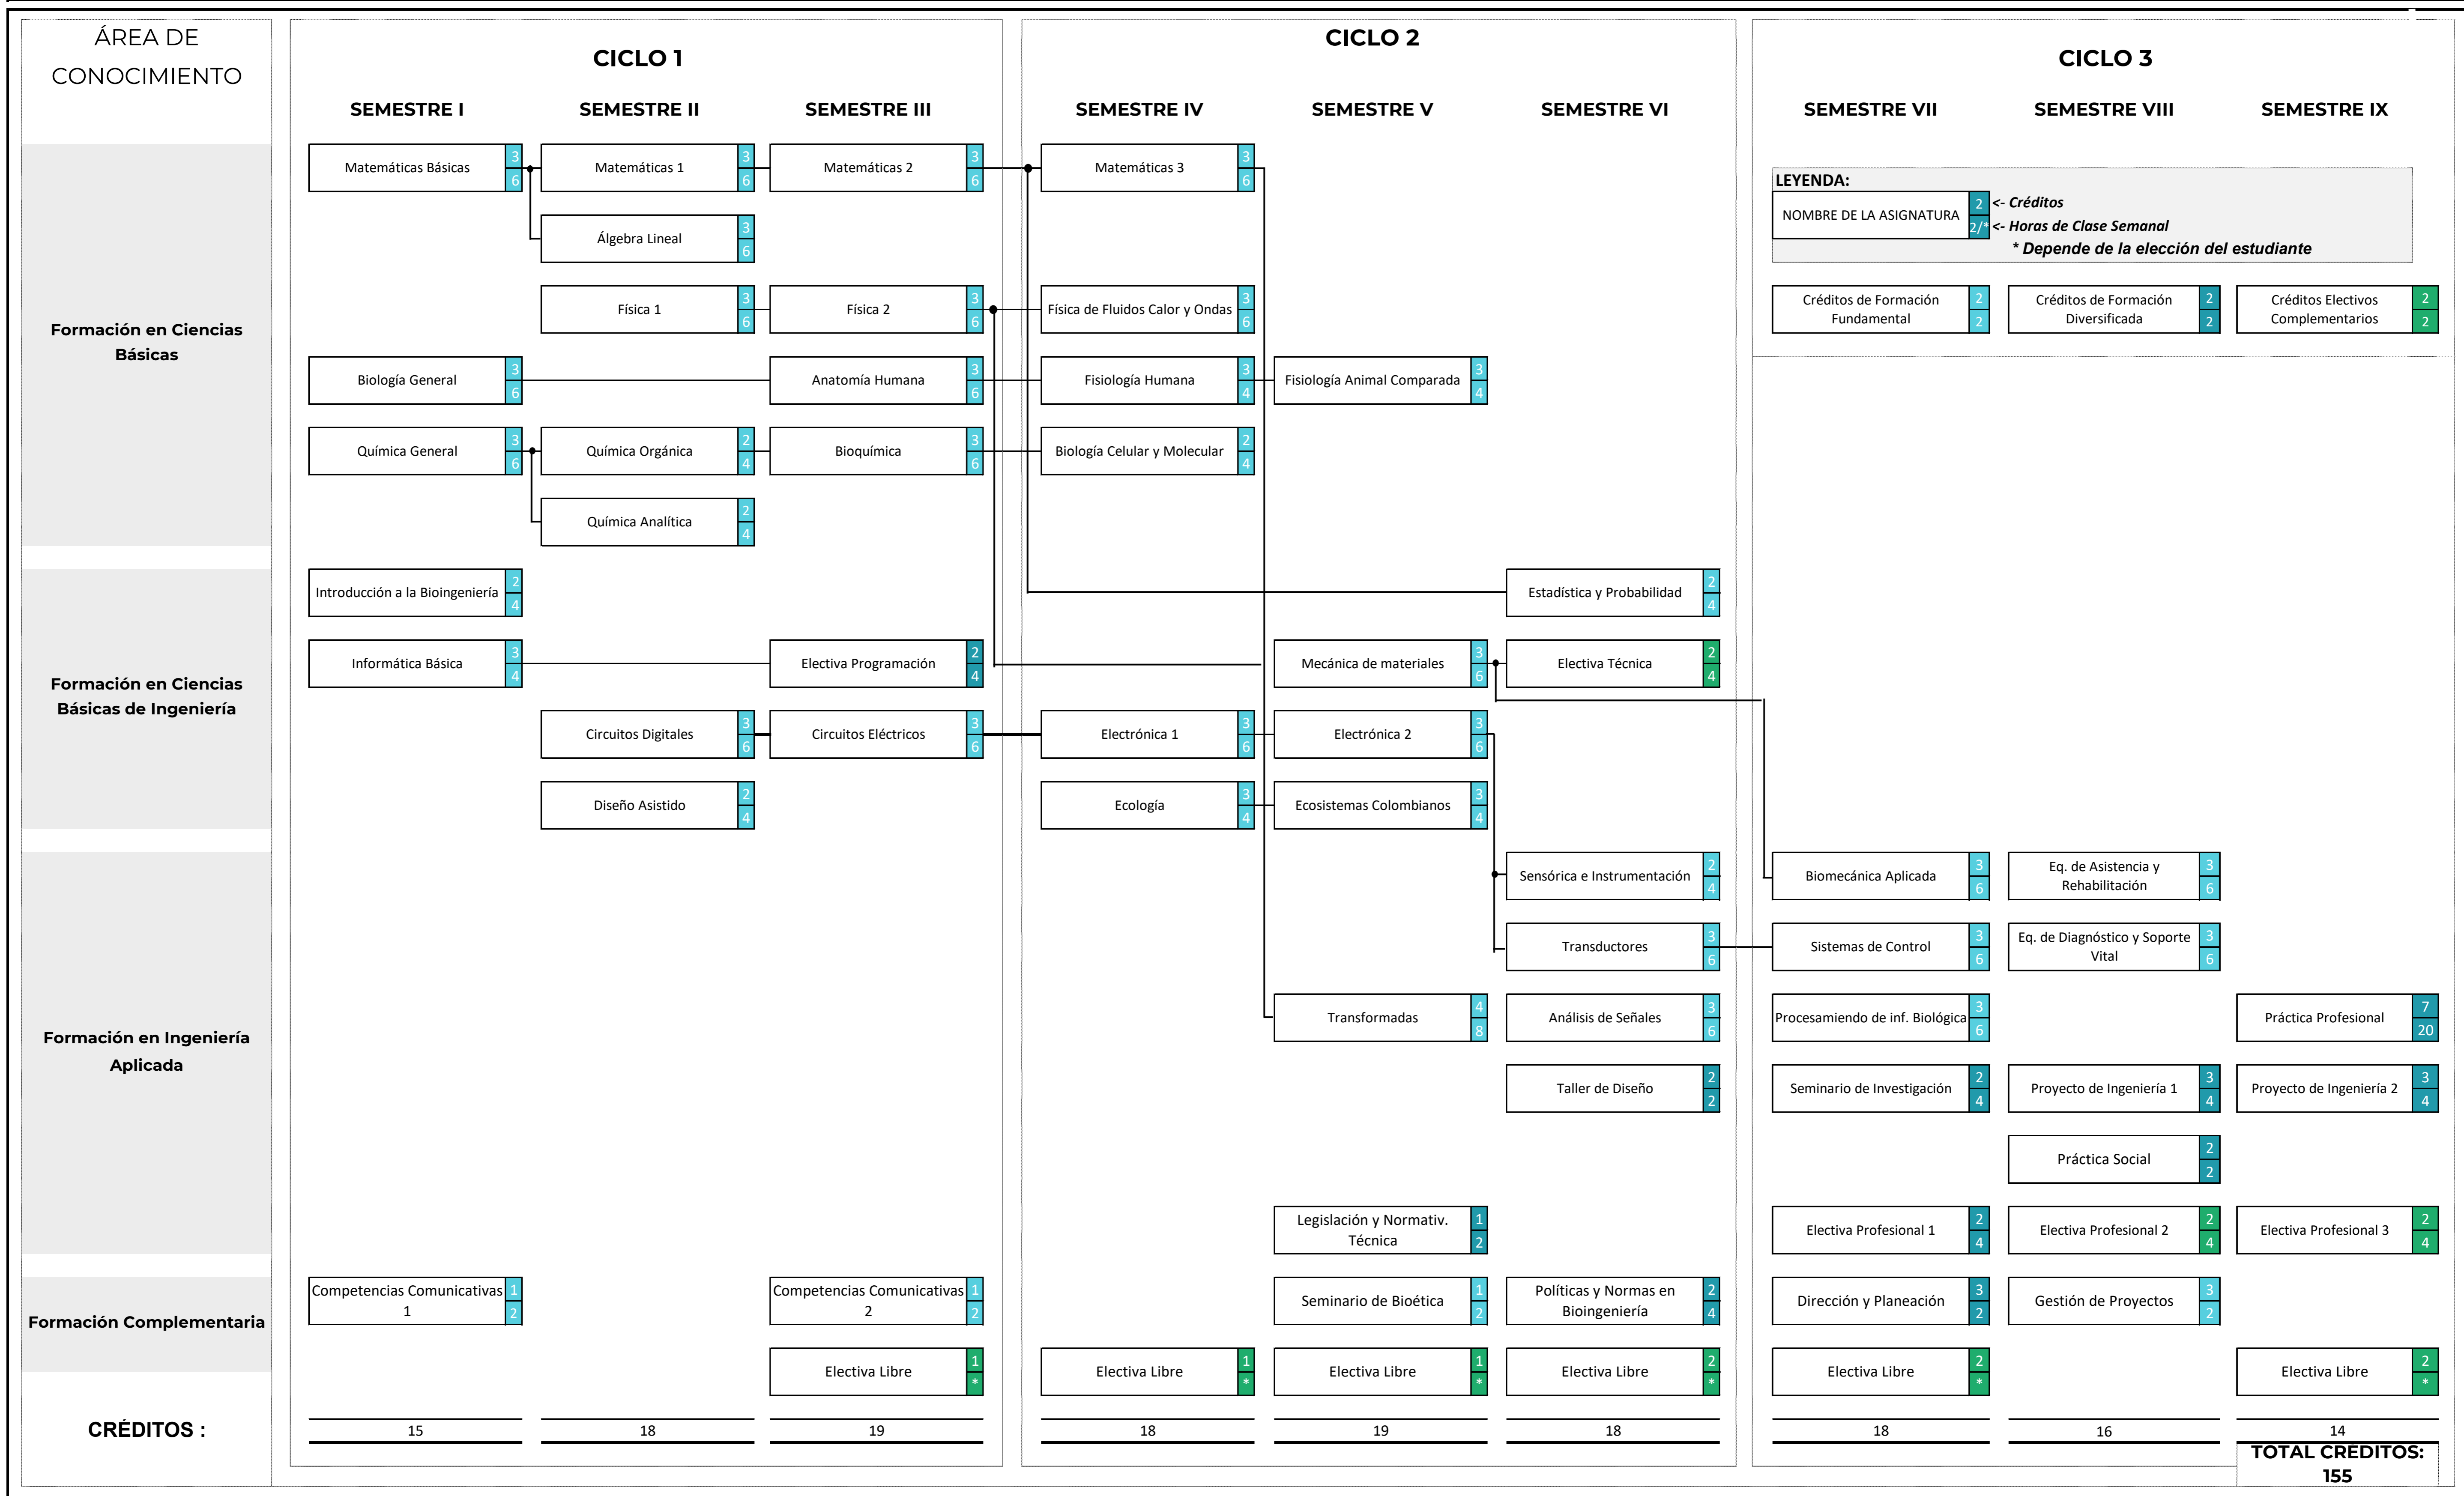 ÁREA DE
CONOCIMIENTO
CICLO 1
CICLO 2
CICLO 3
SEMESTRE I
SEMESTRE II
SEMESTRE III
SEMESTRE IV
SEMESTRE V
SEMESTRE VI
SEMESTRE VII
SEMESTRE VIII
SEMESTRE IX
Formación en Ciencias
Básicas
Matemáticas Básicas 3 6
Matemáticas 1 3 6
Matemáticas 2 3 6
Matemáticas 3 3 6
LEYENDA:
NOMBRE DE LA ASIGNATURA 2 2/*
<- Créditos
<- Horas de Clase Semanal
* Depende de la elección del estudiante
Álgebra Lineal 3 6
Física 1 3 6
Física 2 3 6
Física de Fluidos Calor y Ondas 3 6
Créditos de Formación
Fundamental 2 2
Créditos de Formación
Diversificada 2 2
Créditos Electivos
Complementarios 2 2
Biología General 3 6
Anatomía Humana 3 6
Fisiología Humana 3 4
Fisiología Animal Comparada 3 4
Química General 3 6
Química Orgánica 2 4
Bioquímica 3 6
Biología Celular y Molecular 2 4
Química Analítica 2 4
Formación en Ciencias
Básicas de Ingeniería
Introducción a la Bioingeniería 2 4
Estadística y Probabilidad 2 4
Informática Básica 3 4
Electiva Programación 2 4
Mecánica de materiales 3 6
Electiva Técnica 2 4
Circuitos Digitales 3 6
Circuitos Eléctricos 3 6
Electrónica 1 3 6
Electrónica 2 3 6
Diseño Asistido 2 4
Ecología 3 4
Ecosistemas Colombianos 3 4
Formación en Ingeniería
Aplicada
Sensórica e Instrumentación 2 4
Biomecánica Aplicada 3 6
Eq. de Asistencia y
Rehabilitación 3 6
Transductores 3 6
Sistemas de Control 3 6
Eq. de Diagnóstico y Soporte
Vital 3 6
Transformadas 4 8
Análisis de Señales 3 6
Procesamiendo de inf. Biológica 3 6
Práctica Profesional 7 20
Taller de Diseño 2 2
Seminario de Investigación 2 4
Proyecto de Ingeniería 1 3 4
Proyecto de Ingeniería 2 3 4
Práctica Social 2 2
Legislación y Normativ.
Técnica 1 2
Electiva Profesional 1 2 4
Electiva Profesional 2 2 4
Electiva Profesional 3 2 4
Formación Complementaria
Competencias Comunicativas
1 1 2
Competencias Comunicativas
2 1 2
Seminario de Bioética 1 2
Políticas y Normas en
Bioingeniería 2 4
Dirección y Planeación 3 2
Gestión de Proyectos 3 2
Electiva Libre 1 *
Electiva Libre 1 *
Electiva Libre 1 *
Electiva Libre 2 *
Electiva Libre 2 *
Electiva Libre 2 *
CRÉDITOS :
15
18
19
18
19
18
18
16
14
TOTAL CRÉDITOS:
155